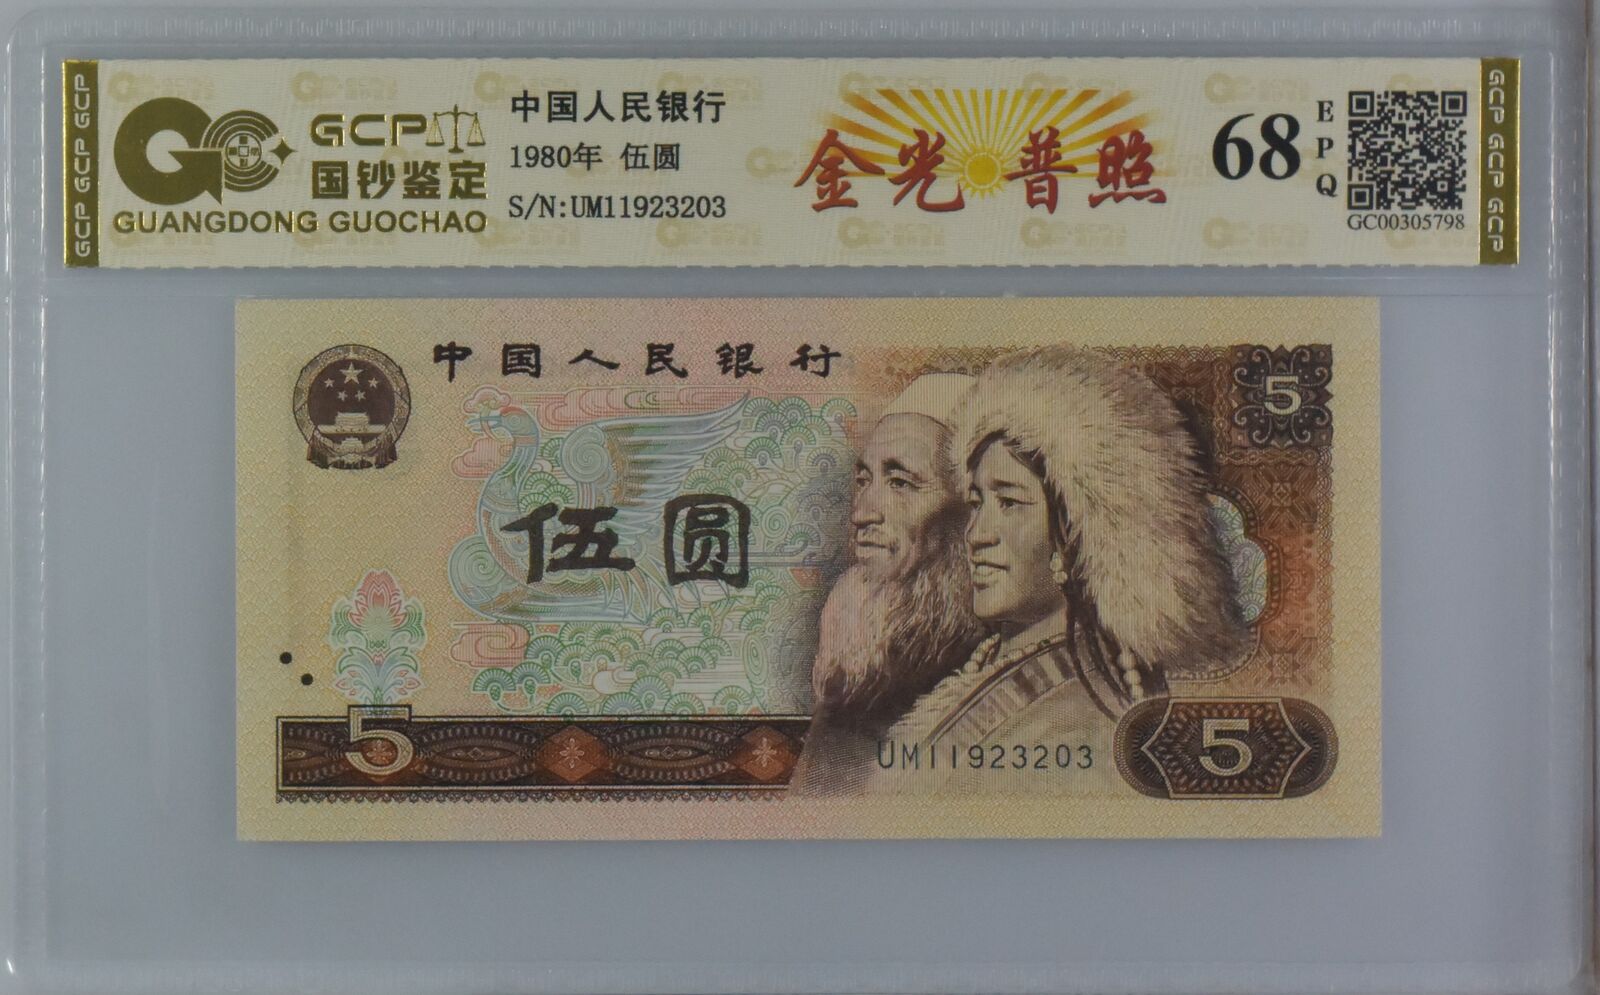 GCP GCP GCP
GCP
国钞鉴定
GUANGDONG GUOCHAO
中国人民银行
1980年 伍圆
S/N:UM11923203
金光普照
68
EPQ
GC00305798
GCP GCP GCP
中国人民银行
5
伍圆
5
UM11923203
5